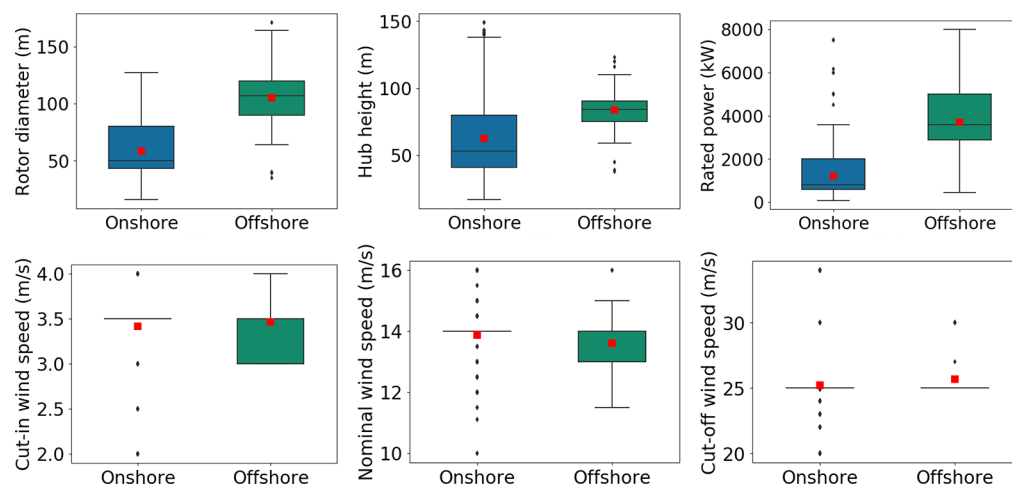 Rotor diameter (m)
150
100
50
Onshore
Offshore
Hub height (m)
150
100
50
Onshore
Offshore
Rated power (kW)
8000
6000
4000
2000
0
Onshore
Offshore
Cut-in wind speed (m/s)
4.0
3.5
3.0
2.5
2.0
Onshore
Offshore
Nominal wind speed (m/s)
16
14
12
10
Onshore
Offshore
Cut-off wind speed (m/s)
30
25
20
Onshore
Offshore